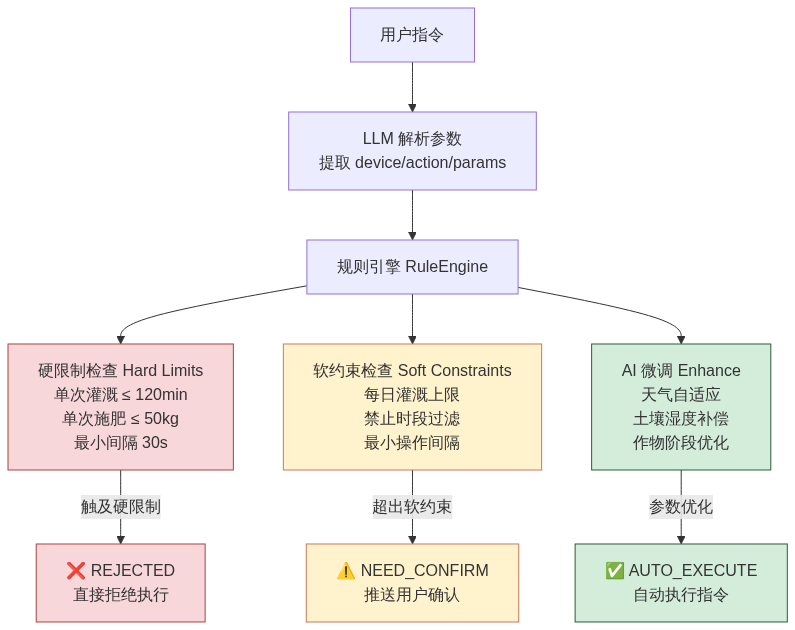 用户指令
LLM 解析参数
提取 device/action/params
规则引擎 RuleEngine
硬限制检查 Hard Limits
单次灌溉 ≤ 120min
单次施肥 ≤ 50kg
最小间隔 30s
软约束检查 Soft Constraints
每日灌溉上限
禁止时段过滤
最小操作间隔
AI 微调 Enhance
天气自适应
土壤湿度补偿
作物阶段优化
触及硬限制
超出软约束
参数优化
❌ REJECTED
直接拒绝执行
⚠️ NEED_CONFIRM
推送用户确认
✅ AUTO_EXECUTE
自动执行指令